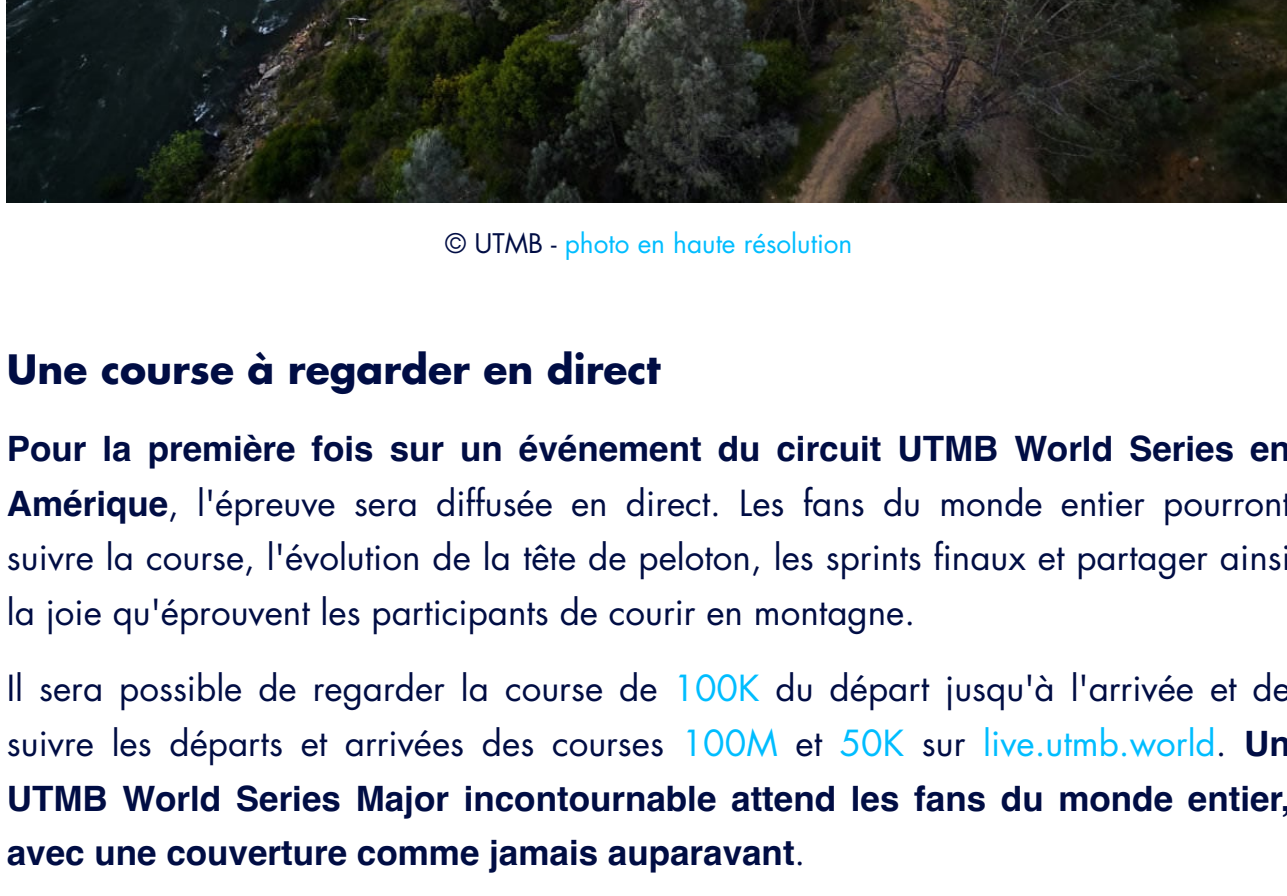 © UTMB - photo en haute résolution
Une course à regarder en direct
Pour la première fois sur un événement du circuit UTMB World Series en
Amérique, l'épreuve sera diffusée en direct. Les fans du monde entier pourront
suivre la course, l'évolution de la tête de peloton, les sprints finaux et partager ainsi
la joie qu'éprouvent les participants de courir en montagne.
Il sera possible de regarder la course de 100K du départ jusqu'à l'arrivée et de
suivre les départs et arrivées des courses 100M et 50K sur live.utmb.world. Un
UTMB World Series Major incontournable attend les fans du monde entier,
avec une couverture comme jamais auparavant.